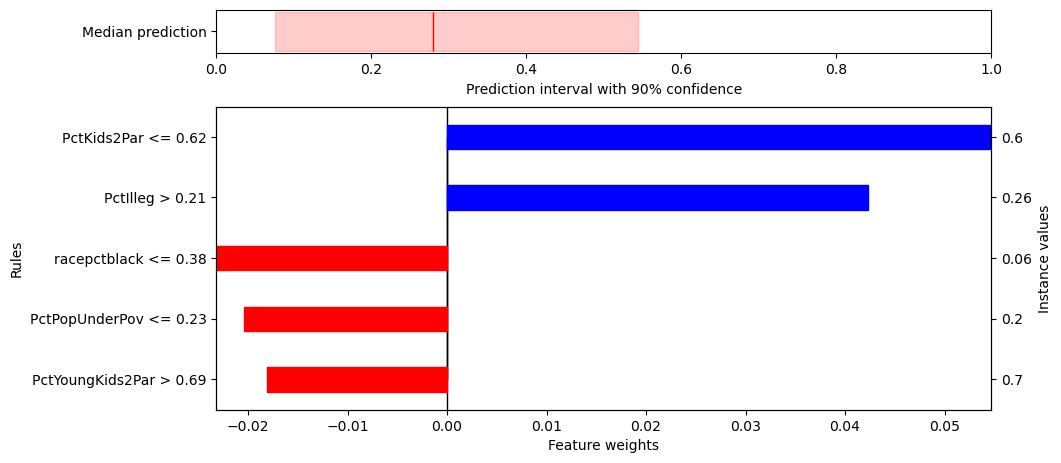 Median prediction
0.0 0.2 0.4 0.6 0.8 1.0
Prediction interval with 90% confidence
PctKids2Par <= 0.62 0.6
PctIlleg > 0.21 0.26
racepctblack <= 0.38 0.06
PctPopUnderPov <= 0.23 0.2
PctYoungKids2Par > 0.69 0.7
Rules
Instance values
−0.02 −0.01 0.00 0.01 0.02 0.03 0.04 0.05
Feature weights